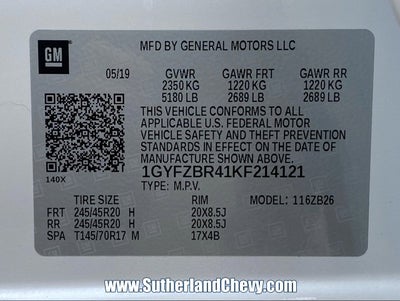 GM
MFD BY GENERAL MOTORS LLC
05/19 GVWR GAWR FRT GAWR RR
2350 KG 1220 KG 1220 KG
5180 LB 2689 LB 2689 LB
THIS VEHICLE CONFORMS TO ALL
APPLICABLE U.S. FEDERAL MOTOR
VEHICLE SAFETY AND THEFT PREVENTION
STANDARDS IN EFFECT ON THE DATE OF
MANUFACTURE SHOWN ABOVE.
140X 1GYFZBR41KF214121
TYPE: M.P.V.
TIRE SIZE RIM MODEL: 116ZB26
FRT 245/45R20 H 20X8.5J
RR 245/45R20 H 20X8.5J
SPA T145/70R17 M 17X4B
www.SutherlandChevy.com